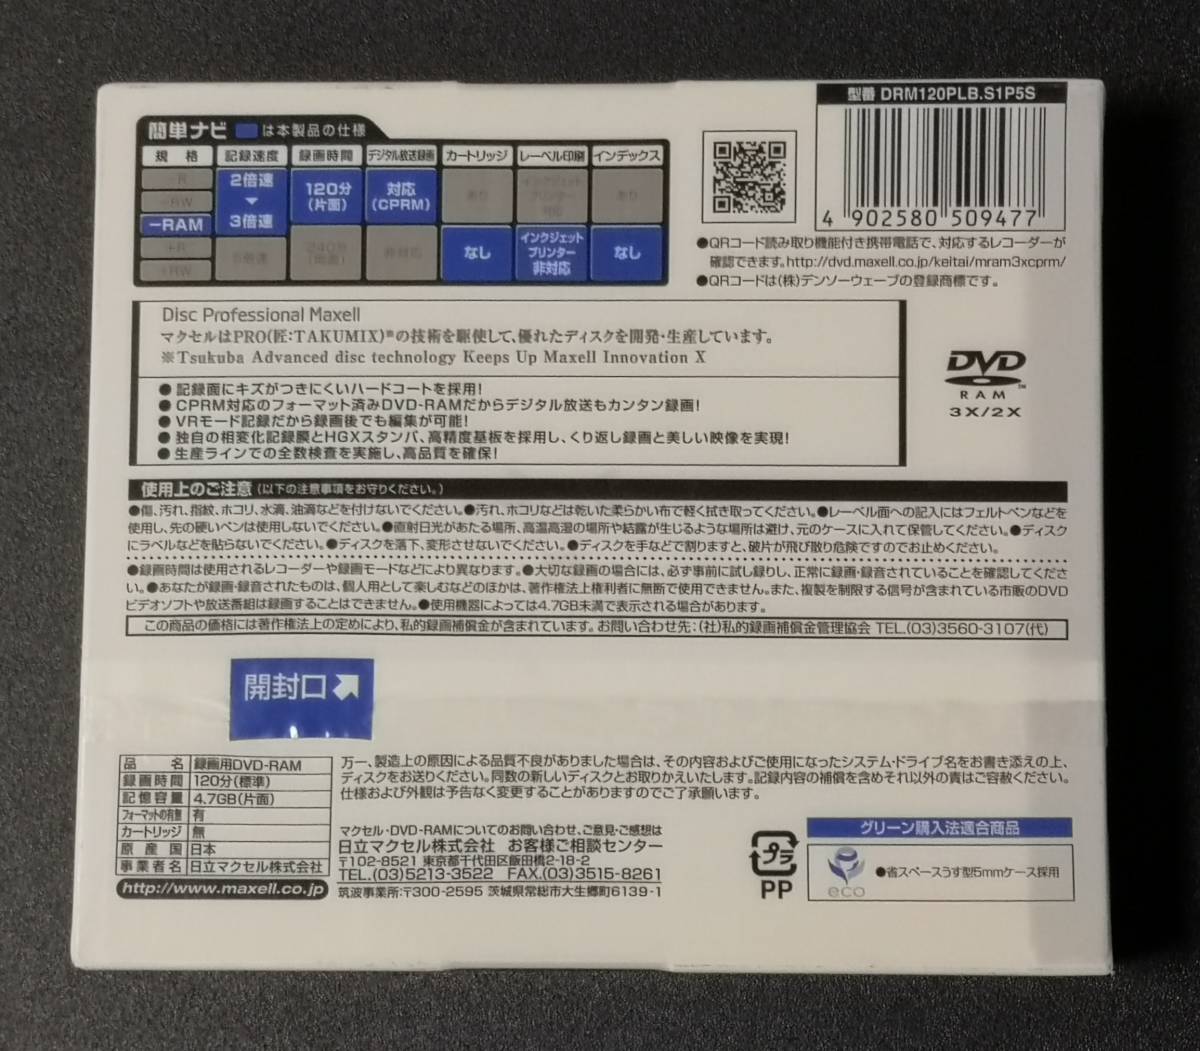 型番 DRM120PLB.S1P5S
4 902580 509477
簡単ナビ は本製品の仕様
規 格 記録速度 録画時間 デジタル放送録画 カートリッジ レーベル印刷 インデックス
−R 2倍速 120分 対応 あり インクジェット あり
−RW ▼ (片面) (CPRM) プリンター
−RAM 3倍速 対応
+R 6倍速 240分 非対応 なし インクジェット なし
+RW (両面) プリンター
非対応
●QRコード読み取り機能付き携帯電話で、対応するレコーダーが
確認できます。http://dvd.maxell.co.jp/keitai/mram3xcprm/
●QRコードは(株)デンソーウェーブの登録商標です。
Disc Professional Maxell
マクセルはPRO(匠:TAKUMIX)※の技術を駆使して、優れたディスクを開発・生産しています。
※Tsukuba Advanced disc technology Keeps Up Maxell Innovation X
●記録面にキズがつきにくいハードコートを採用!
●CPRM対応のフォーマット済みDVD-RAMだからデジタル放送もカンタン録画!
●VRモード記録だから録画後でも編集が可能!
●独自の相変化記録膜とHGXスタンパ、高精度基板を採用し、くり返し録画と美しい映像を実現!
●生産ラインでの全数検査を実施し、高品質を確保!
DVD
RAM
TM
3X/2X
使用上のご注意 (以下の注意事項をお守りください。)
●傷、汚れ、指紋、ホコリ、水滴、油滴などを付けないでください。●汚れ、ホコリなどは乾いた柔らかい布で軽く拭き取ってください。●レーベル面への記入にはフェルトペンなどを
使用し、先の硬いペンは使用しないでください。●直射日光があたる場所、高温高湿の場所や結露が生じるような場所は避け、元のケースに入れて保管してください。●ディスク
にラベルなどを貼らないでください。●ディスクを落下、変形させないでください。●ディスクを手などで割りますと、破片が飛び散り危険ですのでお止めください。
●録画時間は使用されるレコーダーや録画モードなどにより異なります。●大切な録画の場合には、必ず事前に試し録りし、正常に録画・録音されていることを確認してくださ
い。●あなたが録画・録音されたものは、個人用として楽しむなどのほかは、著作権法上権利者に無断で使用できません。また、複製を制限する信号が含まれている市販のDVD
ビデオソフトや放送番組は録画することはできません。●使用機器によっては4.7GB未満で表示される場合があります。
この商品の価格には著作権法上の定めにより、私的録画補償金が含まれています。お問い合わせ先:(社)私的録画補償金管理協会 TEL.(03)3560-3107(代)
開封口
品 名 録画用DVD-RAM
録画時間 120分(標準)
記憶容量 4.7GB(片面)
フォーマットの有無 有
カートリッジ 無
原 産 国 日本
事業者名 日立マクセル株式会社
http://www.maxell.co.jp
万一、製造上の原因による品質不良がありました場合は、その内容およびご使用になったシステム・ドライブ名をお書き添えの上、
ディスクをお送りください。同数の新しいディスクとお取りかえいたします。記録内容の補償を含めそれ以外の責はご容赦ください。
仕様および外観は予告なく変更することがありますのでご了承願います。
マクセル・DVD-RAMについてのお問い合わせ、ご意見・ご感想は
日立マクセル株式会社 お客様ご相談センター
〒102-8521 東京都千代田区飯田橋2-18-2
TEL.(03)5213-3522 FAX.(03)3515-8261
筑波事業所:〒300-2595 茨城県常総市大生郷町6139-1
プラ
PP
グリーン購入法適合商品
eco
●省スペースうす型5mmケース採用